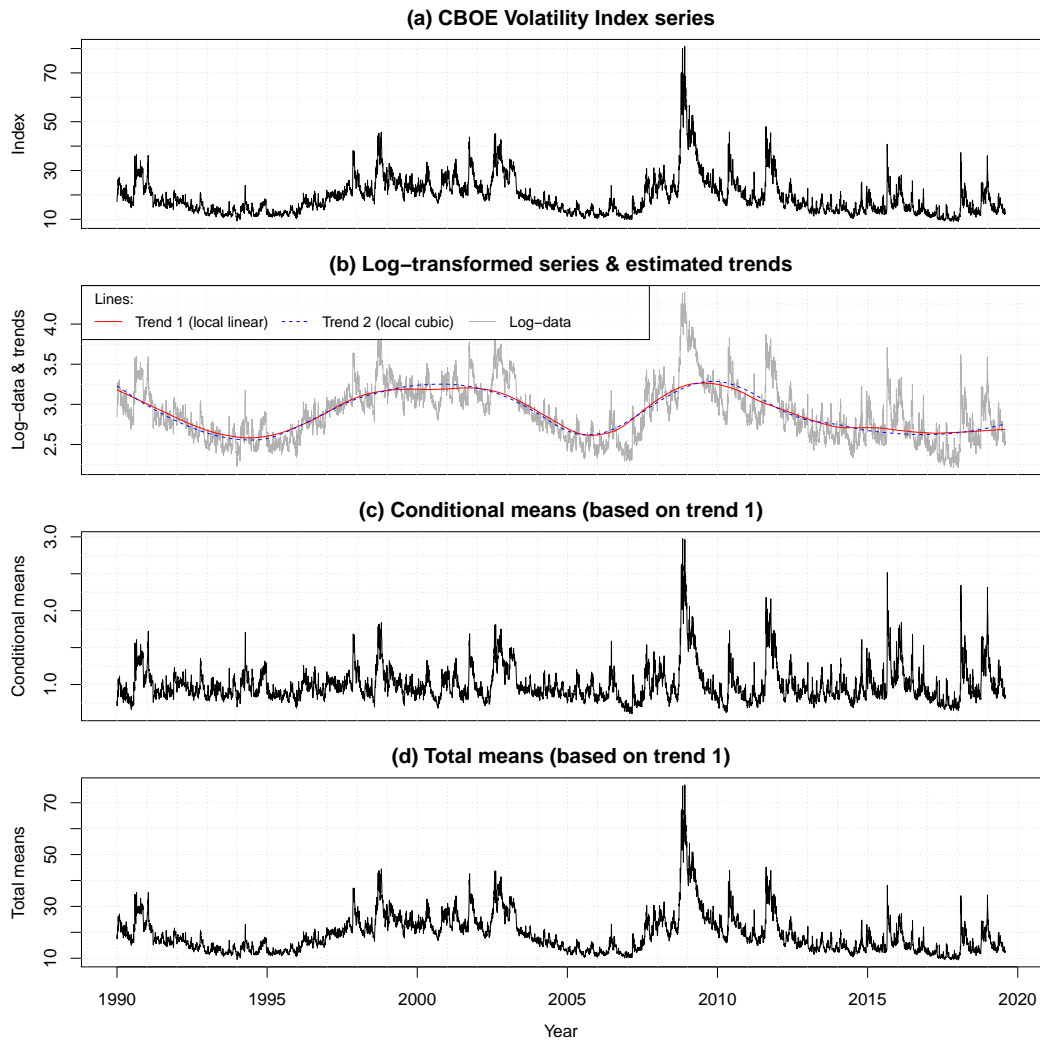 (a) CBOE Volatility Index series
Index
10 30 50 70
(b) Log−transformed series & estimated trends
Log−data & trends
2.5 3.0 3.5 4.0
Lines:
Trend 1 (local linear) Trend 2 (local cubic) Log−data
(c) Conditional means (based on trend 1)
Conditional means
1.0 2.0 3.0
(d) Total means (based on trend 1)
Total means
10 30 50 70
1990 1995 2000 2005 2010 2015 2020
Year